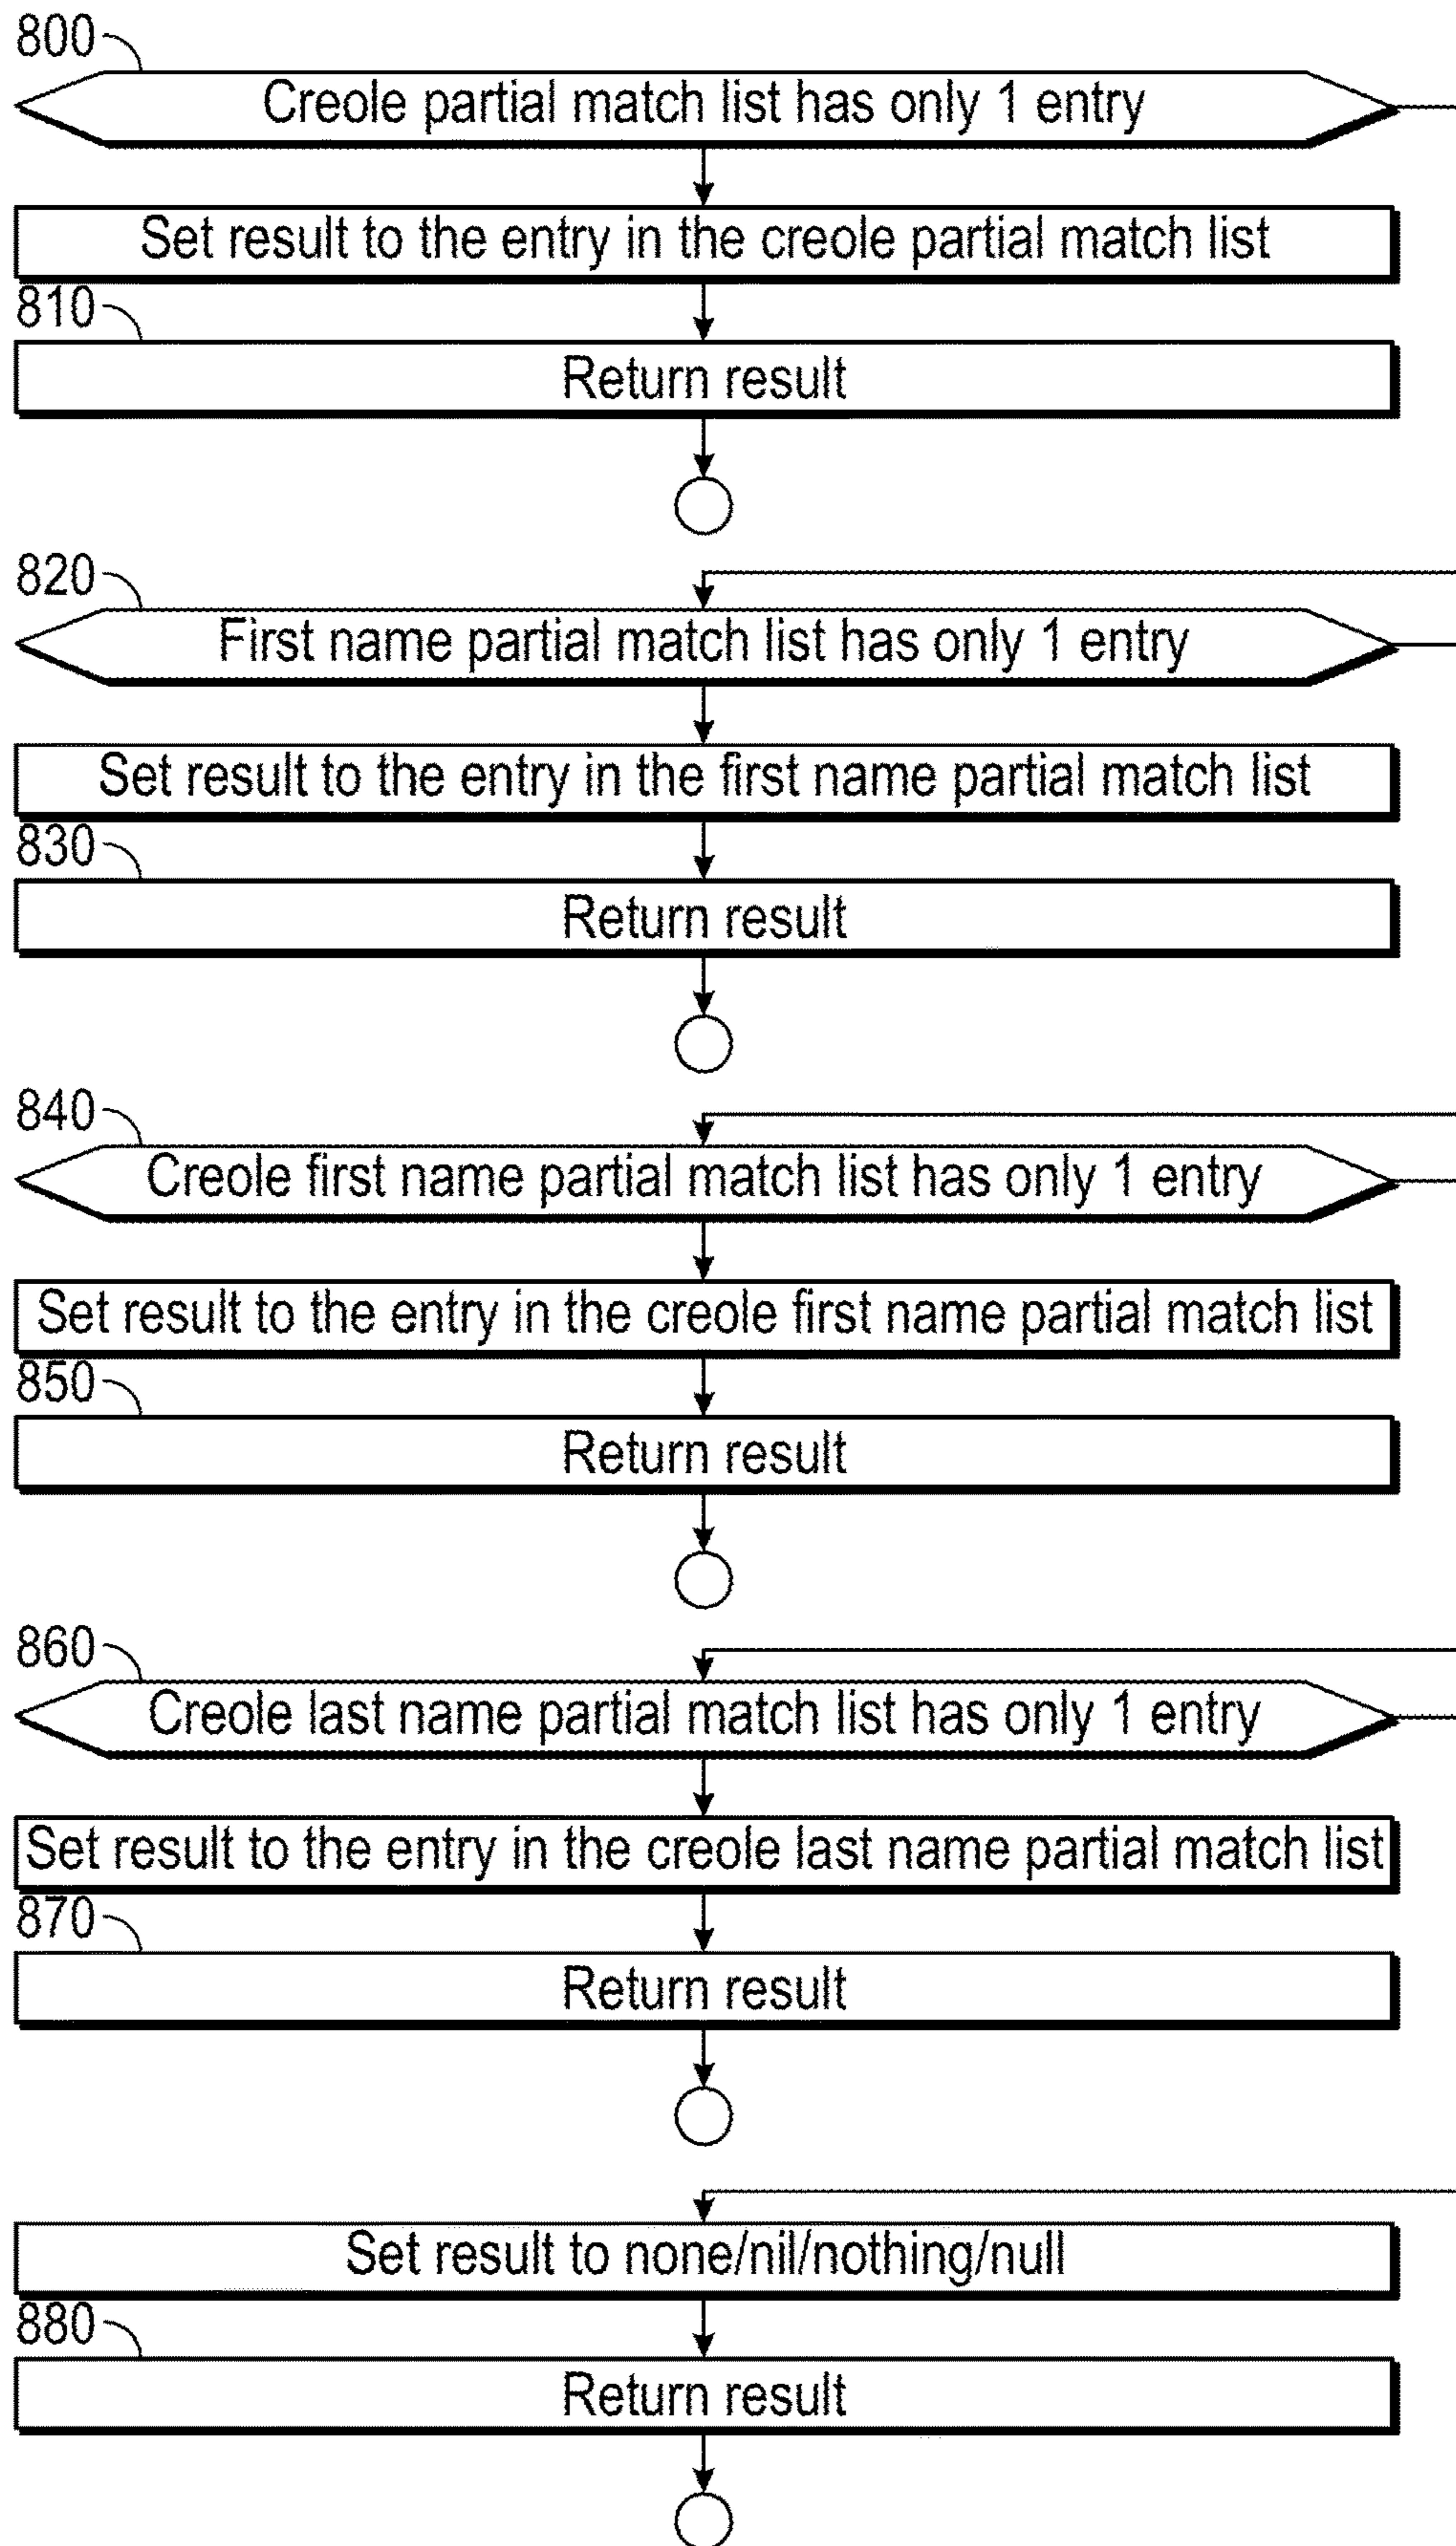 800
Creole partial match list has only 1 entry
Set result to the entry in the creole partial match list
810
Return result
820
First name partial match list has only 1 entry
Set result to the entry in the first name partial match list
830
Return result
840
Creole first name partial match list has only 1 entry
Set result to the entry in the creole first name partial match list
850
Return result
860
Creole last name partial match list has only 1 entry
Set result to the entry in the creole last name partial match list
870
Return result
Set result to none/nil/nothing/null
880
Return result